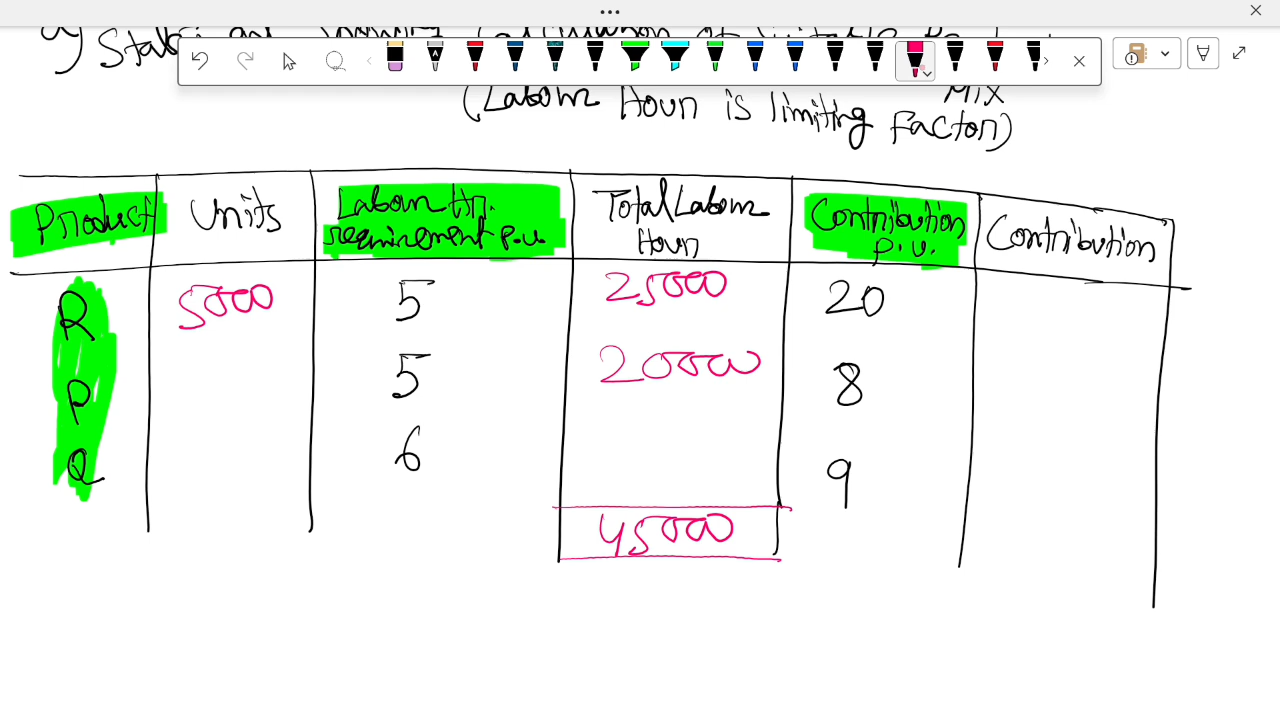 (Labour Hour is limiting Factor)
Mix
Product Units Labour Hr. requirement p.u. Total Labour Hour Contribution p.u. Contribution
R 5000 5 25000 20
P 5 20000 8
Q 6 9
45000